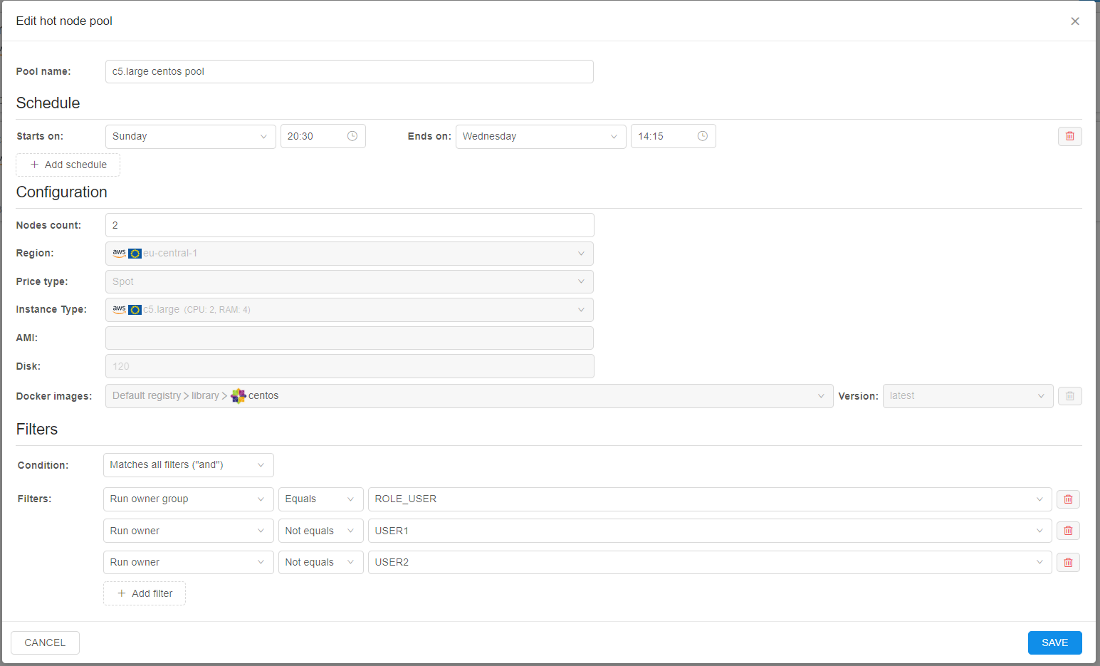 Edit hot node pool
Pool name: c5.large centos pool
Schedule
Starts on: Sunday 20:30 Ends on: Wednesday 14:15
+ Add schedule
Configuration
Nodes count: 2
Region: aws eu-central-1
Price type: Spot
Instance Type: aws c5.large (CPU: 2, RAM: 4)
AMI:
Disk: 120
Docker images: Default registry > library > centos Version: latest
Filters
Condition: Matches all filters ("and")
Filters: Run owner group Equals ROLE_USER
Run owner Not equals USER1
Run owner Not equals USER2
+ Add filter
CANCEL SAVE